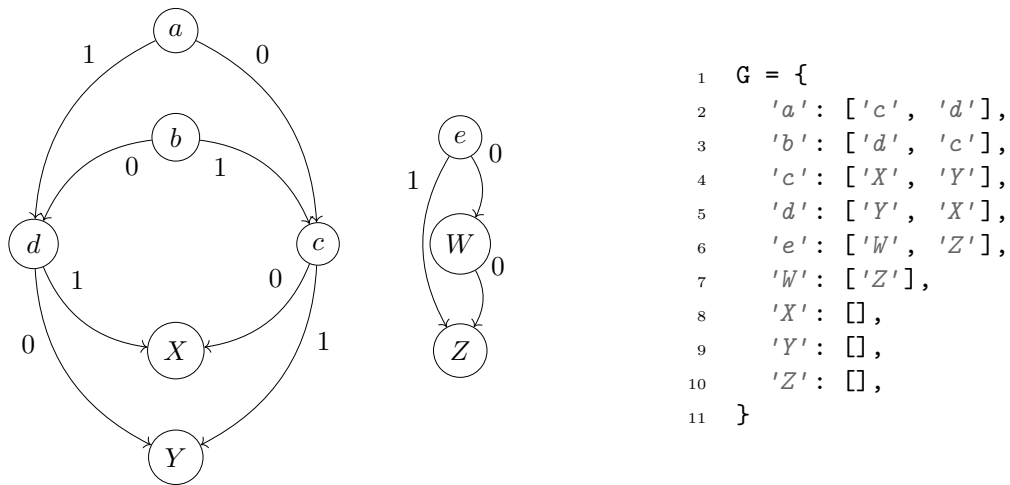 a
1
0
b
0
1
d
c
1
0
X
0
1
Y
e
0
1
W
0
Z
1 G = {
2 'a': ['c', 'd'],
3 'b': ['d', 'c'],
4 'c': ['X', 'Y'],
5 'd': ['Y', 'X'],
6 'e': ['W', 'Z'],
7 'W': ['Z'],
8 'X': [],
9 'Y': [],
10 'Z': [],
11 }